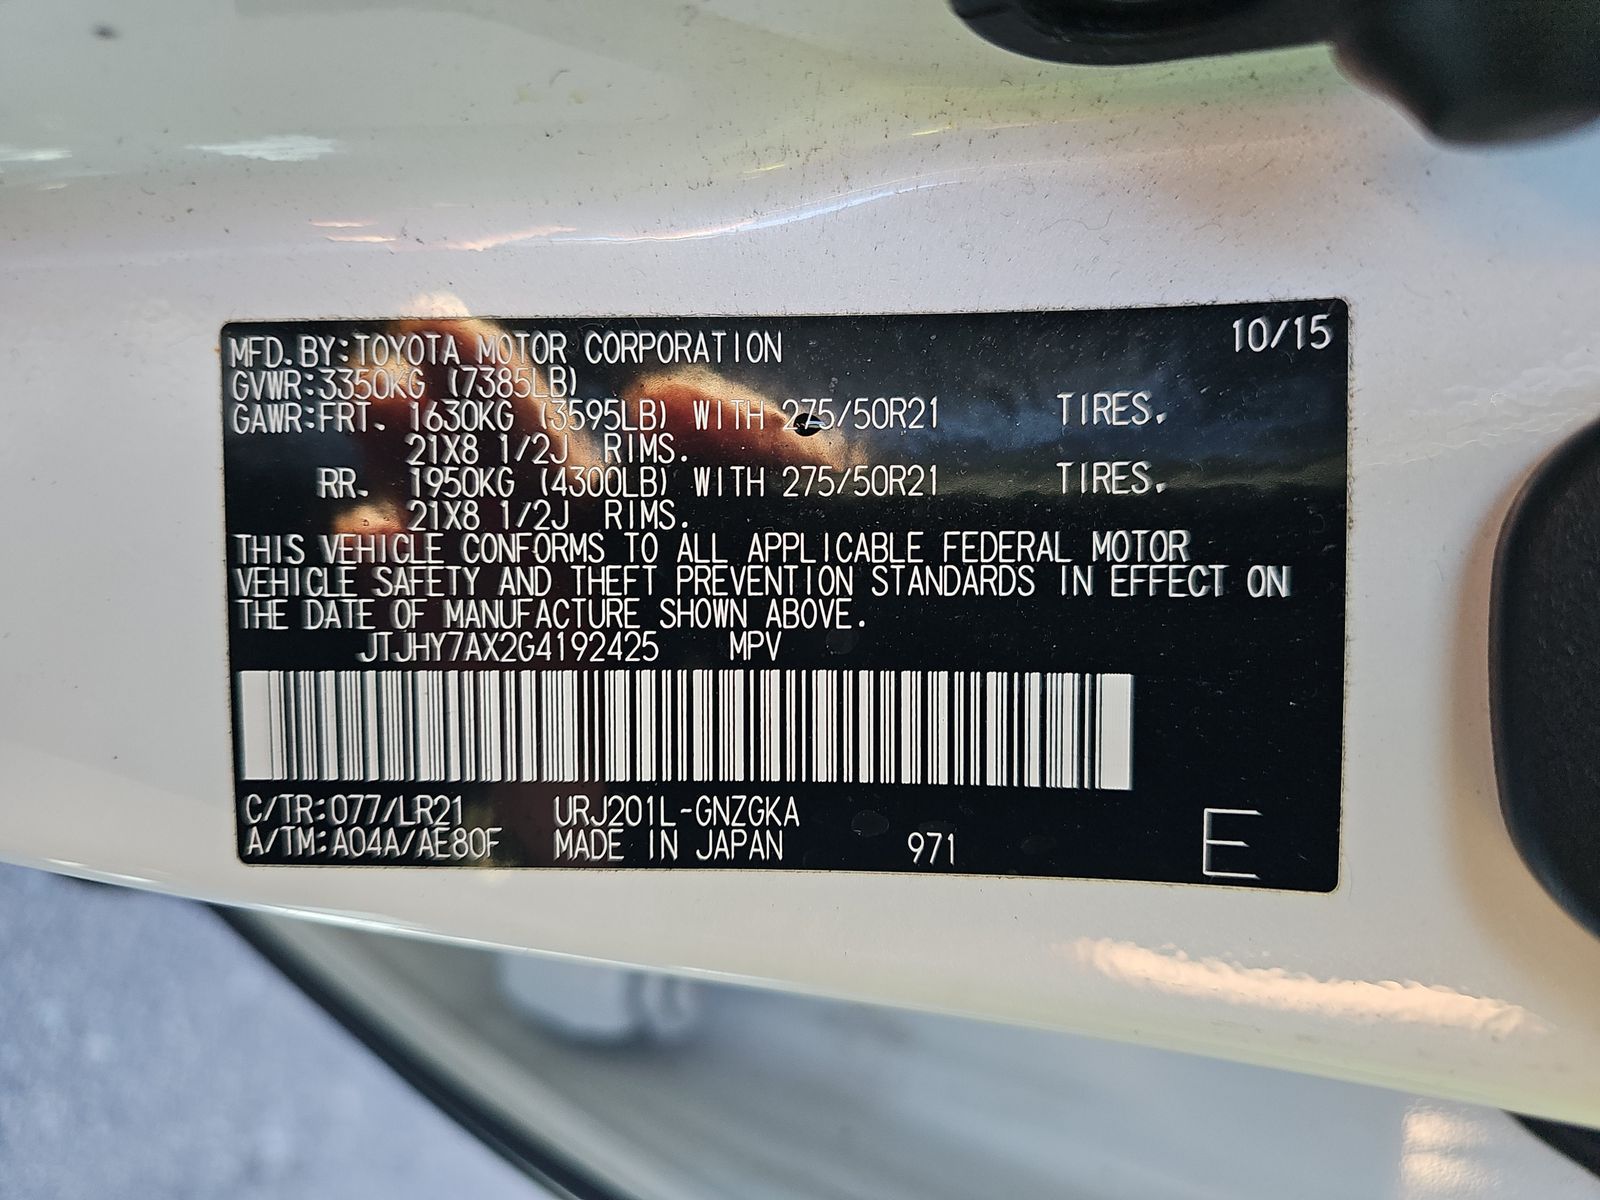 MFD. BY: TOYOTA MOTOR CORPORATION 10/15
GVWR: 3350KG (7385LB)
GAWR: FRT. 1630KG (3595LB) WITH 275/50R21 TIRES.
21X8 1/2J RIMS.
RR. 1950KG (4300LB) WITH 275/50R21 TIRES.
21X8 1/2J RIMS.
THIS VEHICLE CONFORMS TO ALL APPLICABLE FEDERAL MOTOR
VEHICLE SAFETY AND THEFT PREVENTION STANDARDS IN EFFECT ON
THE DATE OF MANUFACTURE SHOWN ABOVE.
JTJHY7AX2G4192425 MPV
C/TR: 077/LR21 URJ201L-GNZGKA
A/TM: A04A/AE80F MADE IN JAPAN 971 E